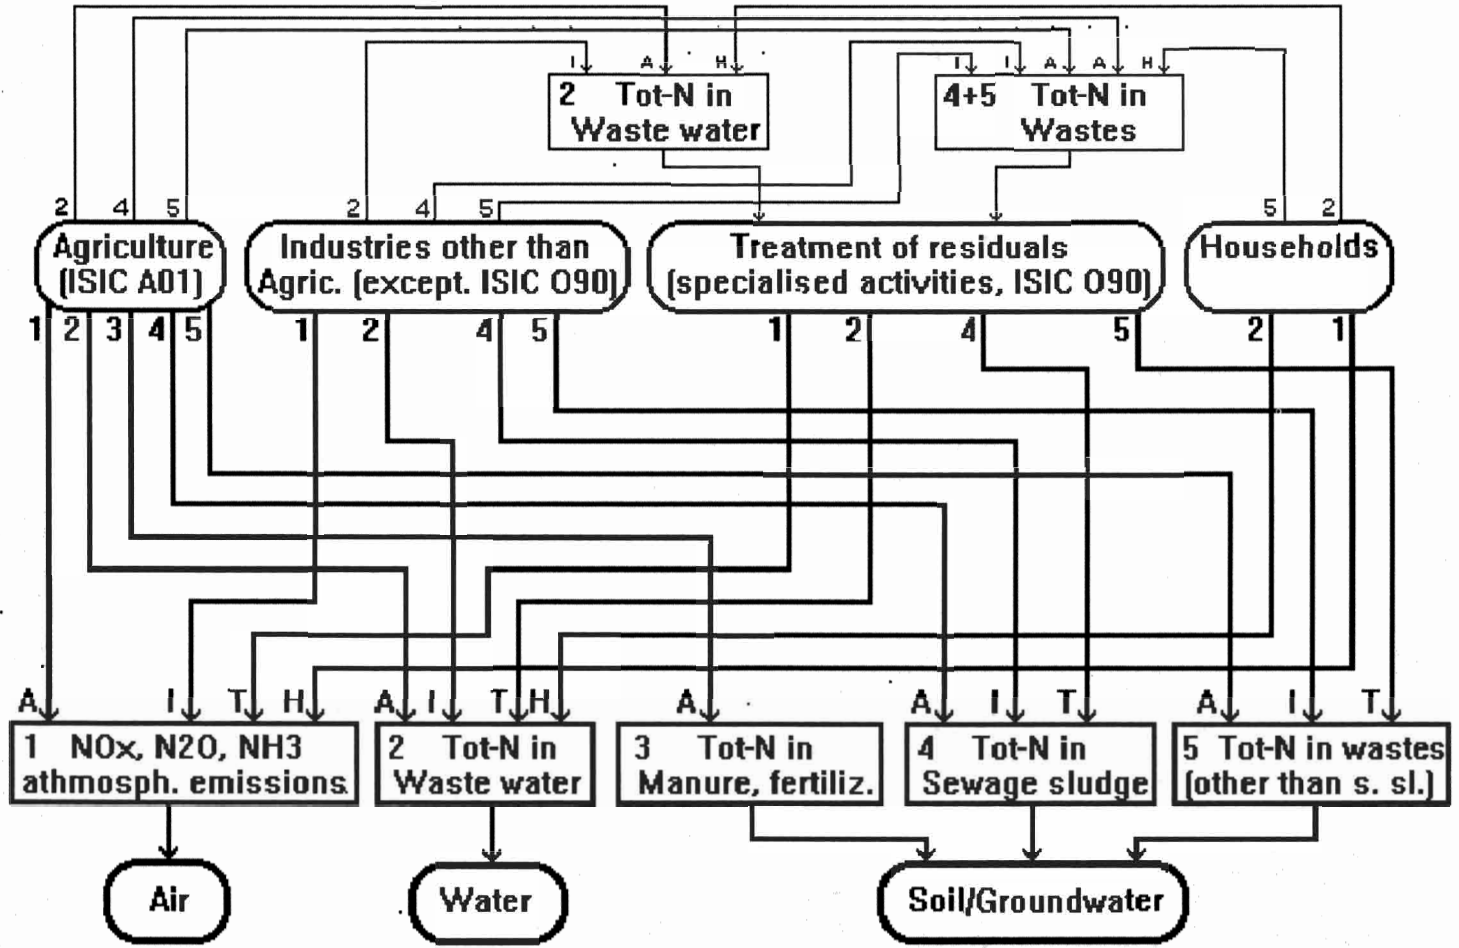 I A H I I A A H
2 Tot-N in
Waste water
4+5 Tot-N in
Wastes
2 4 5 2 4 5 5 2
Agriculture
(ISIC A01)
Industries other than
Agric. (except. ISIC O90)
Treatment of residuals
(specialised activities, ISIC O90)
Households
1 2 3 4 5 1 2 4 5 1 2 4 5 2 1
A I T H A I T H A A I T A I T
1 NOx, N2O, NH3
athmosph. emissions
2 Tot-N in
Waste water
3 Tot-N in
Manure, fertiliz.
4 Tot-N in
Sewage sludge
5 Tot-N in wastes
(other than s. sl.)
Air
Water
Soil/Groundwater